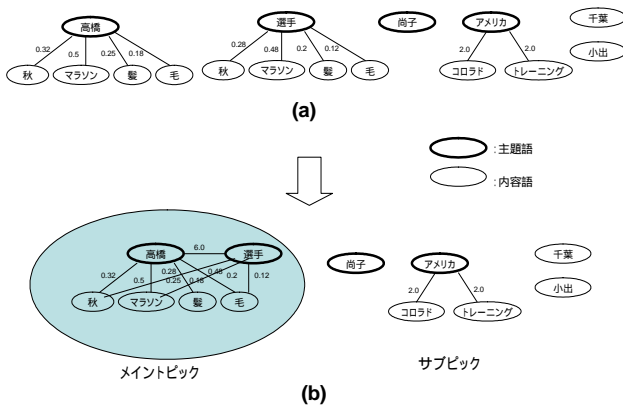 高橋 選手 尚子 アメリカ 千葉
0.32 0.5 0.25 0.18 0.28 0.48 0.2 0.12 2.0 2.0
小出
秋 マラソン 髪 毛 秋 マラソン 髪 毛 コロラド トレーニング
(a)
:主題語
:内容語
高橋 6.0 選手 尚子 アメリカ 千葉
0.32 0.5 0.28 0.25 0.18 0.48 0.2 0.12 2.0 2.0
秋 マラソン 髪 毛 コロラド トレーニング 小出
メイントピック サブピック
(b)